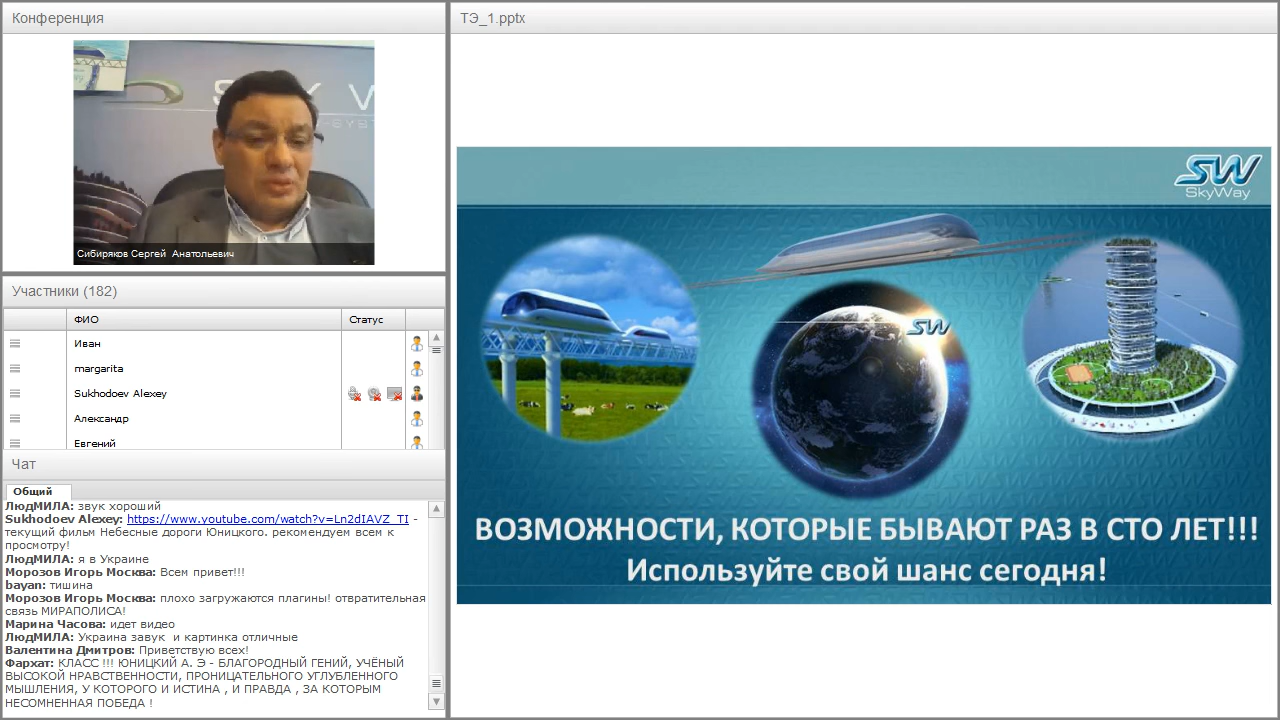 Конференция
SKY W
Сибиряков Сергей Анатольевич
Участники (182)
ФИО
Статус
Иван
margarita
Sukhodoev Alexey
Александр
Евгений
Чат
Общий
ЛюдМИЛА: звук хороший
Sukhodoev Alexey: https://www.youtube.com/watch?v=Ln2dIAVZ_TI -
текущий фильм Небесные дороги Юницкого. рекомендуем всем к
просмотру!
ЛюдМИЛА: я в Украине
Морозов Игорь Москва: Всем привет!!!
bayan: тишина
Морозов Игорь Москва: плохо загружаются плагины! отвратительная
связь МИРАПОЛИСА!
Марина Часова: идет видео
ЛюдМИЛА: Украина завук и картинка отличные
Валентина Дмитров: Приветствую всех!
Фархат: КЛАСС !!! ЮНИЦКИЙ А. Э - БЛАГОРОДНЫЙ ГЕНИЙ, УЧЁНЫЙ
ВЫСОКОЙ НРАВСТВЕННОСТИ, ПРОНИЦАТЕЛЬНОГО УГЛУБЛЕННОГО
МЫШЛЕНИЯ, У КОТОРОГО И ИСТИНА , И ПРАВДА , ЗА КОТОРЫМ
НЕСОМНЕННАЯ ПОБЕДА !
ТЭ_1.pptx
SW
SkyWay
SW
ВОЗМОЖНОСТИ, КОТОРЫЕ БЫВАЮТ РАЗ В СТО ЛЕТ!!!
Используйте свой шанс сегодня!